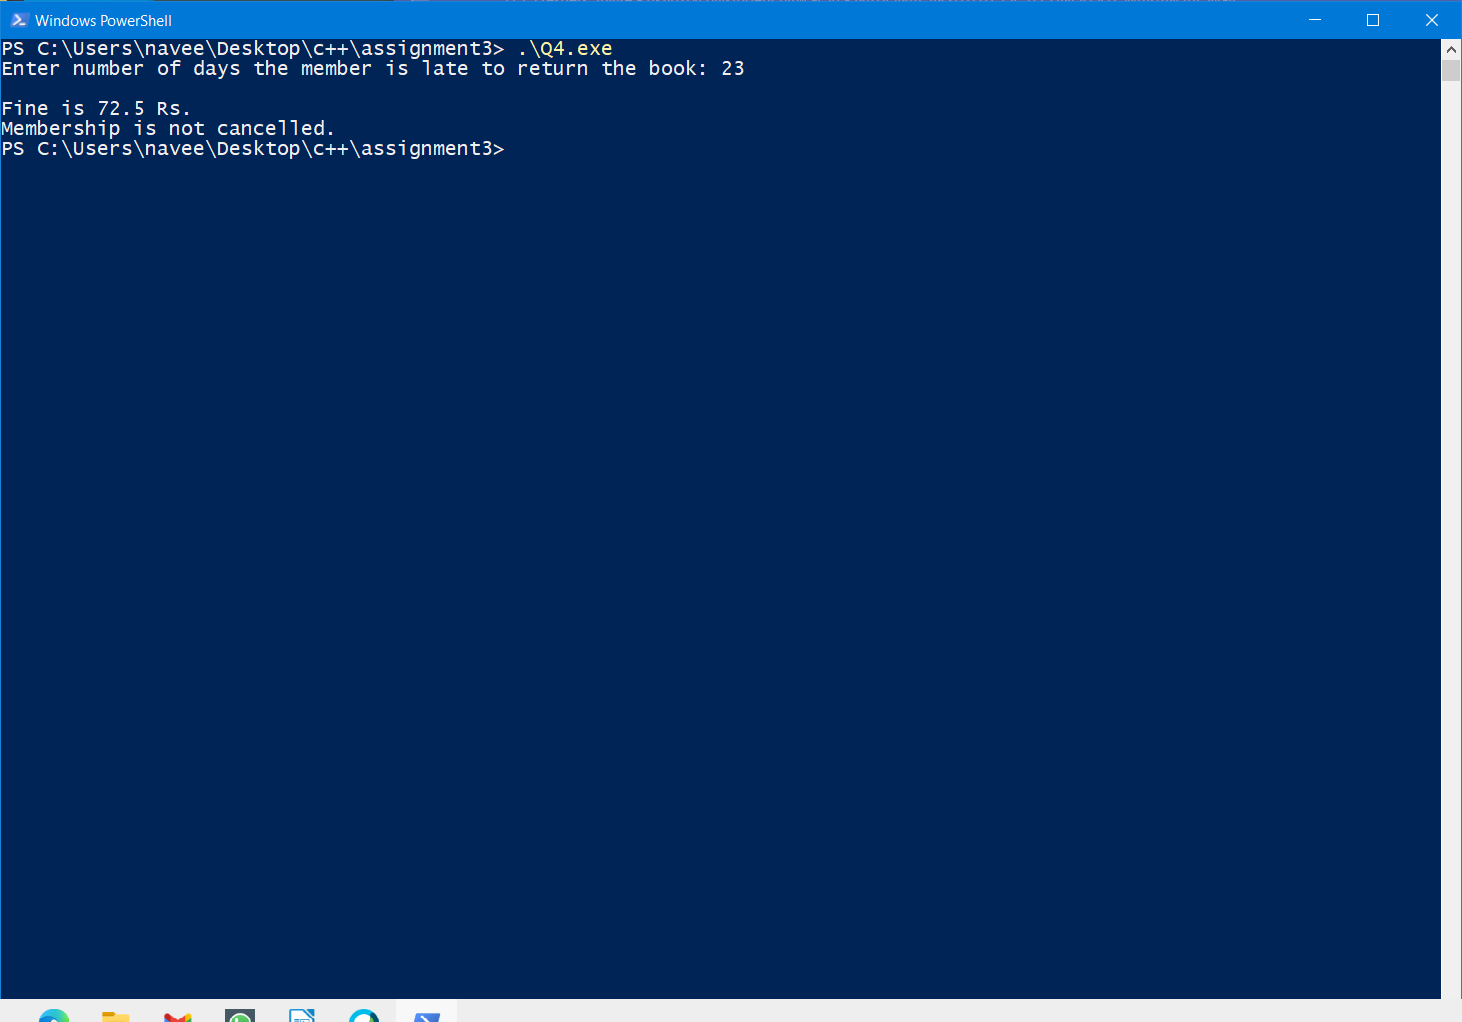 Windows PowerShell
PS C:\Users\navee\Desktop\c++\assignment3> .\Q4.exe
Enter number of days the member is late to return the book: 23
Fine is 72.5 Rs.
Membership is not cancelled.
PS C:\Users\navee\Desktop\c++\assignment3>